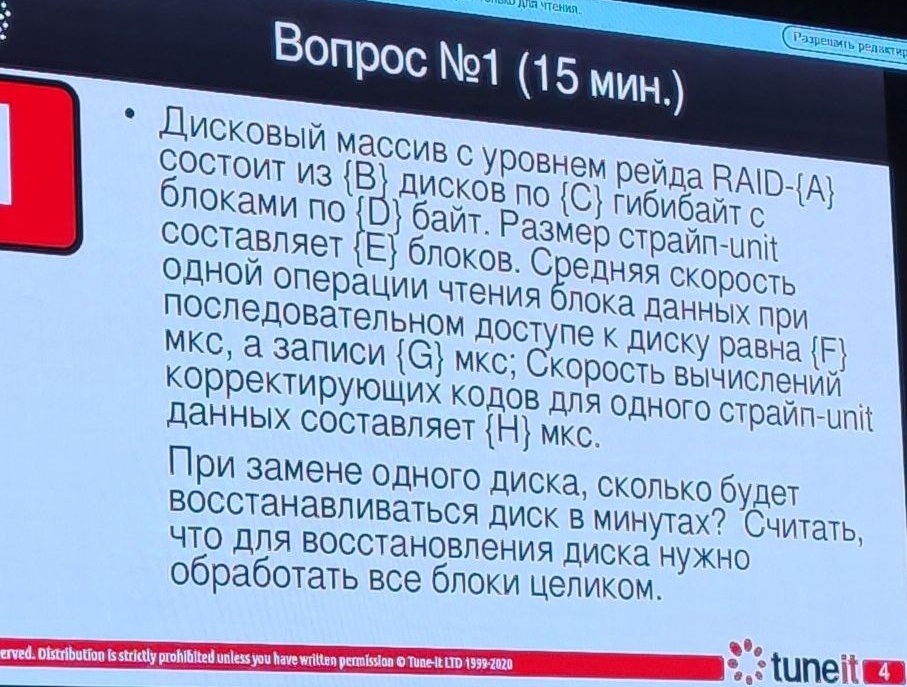 для чтения.
Разрешить редактир
Вопрос №1 (15 мин.)
• Дисковый массив с уровнем рейда RAID-{A}
состоит из {B} дисков по {C} гибибайт с
блоками по {D} байт. Размер страйп-unit
составляет {E} блоков. Средняя скорость
одной операции чтения блока данных при
последовательном доступе к диску равна {F}
мкс, а записи {G} мкс; Скорость вычислений
корректирующих кодов для одного страйп-unit
данных составляет {H} мкс.
При замене одного диска, сколько будет
восстанавливаться диск в минутах? Считать,
что для восстановления диска нужно
обработать все блоки целиком.
erved. Distribution is strictly prohibited unless you have written permission © Tune-It LTD 1999-2020
tuneit 4